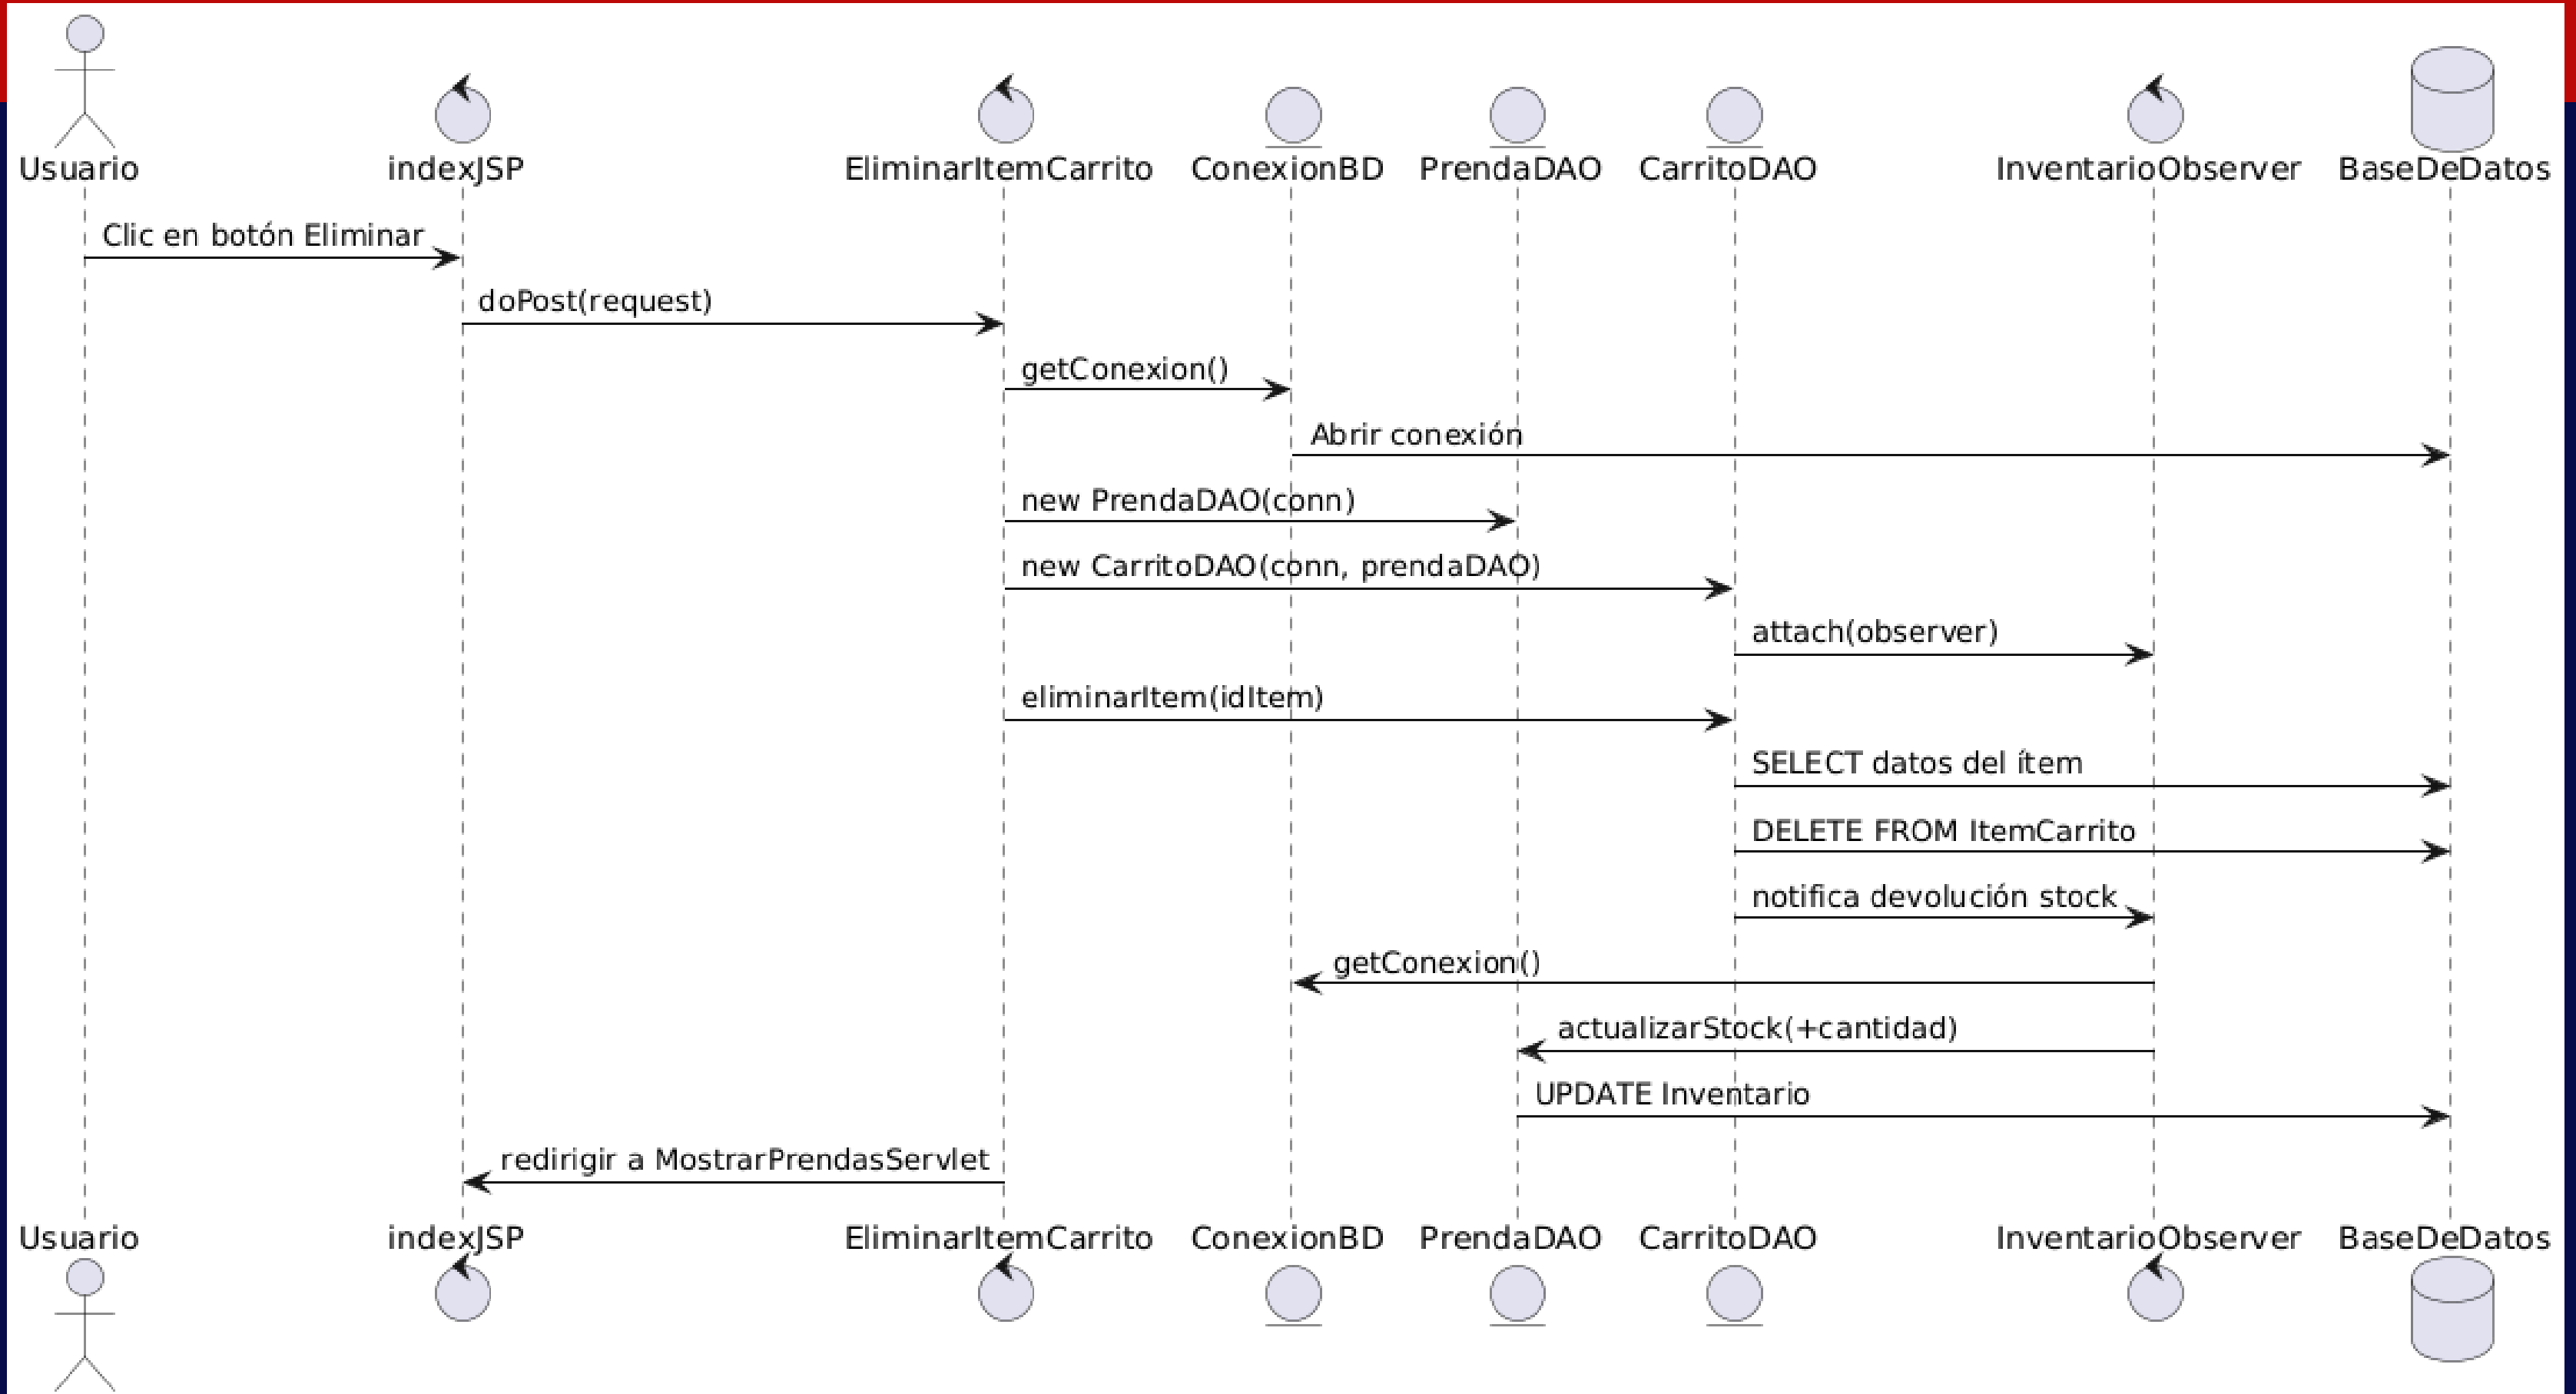 Usuario
indexJSP
EliminarItemCarrito
ConexionBD
PrendaDAO
CarritoDAO
InventarioObserver
BaseDeDatos
Clic en botón Eliminar
doPost(request)
getConexion()
Abrir conexión
new PrendaDAO(conn)
new CarritoDAO(conn, prendaDAO)
attach(observer)
eliminarItem(idItem)
SELECT datos del ítem
DELETE FROM ItemCarrito
notifica devolución stock
getConexion()
actualizarStock(+cantidad)
UPDATE Inventario
redirigir a MostrarPrendasServlet
Usuario
indexJSP
EliminarItemCarrito
ConexionBD
PrendaDAO
CarritoDAO
InventarioObserver
BaseDeDatos